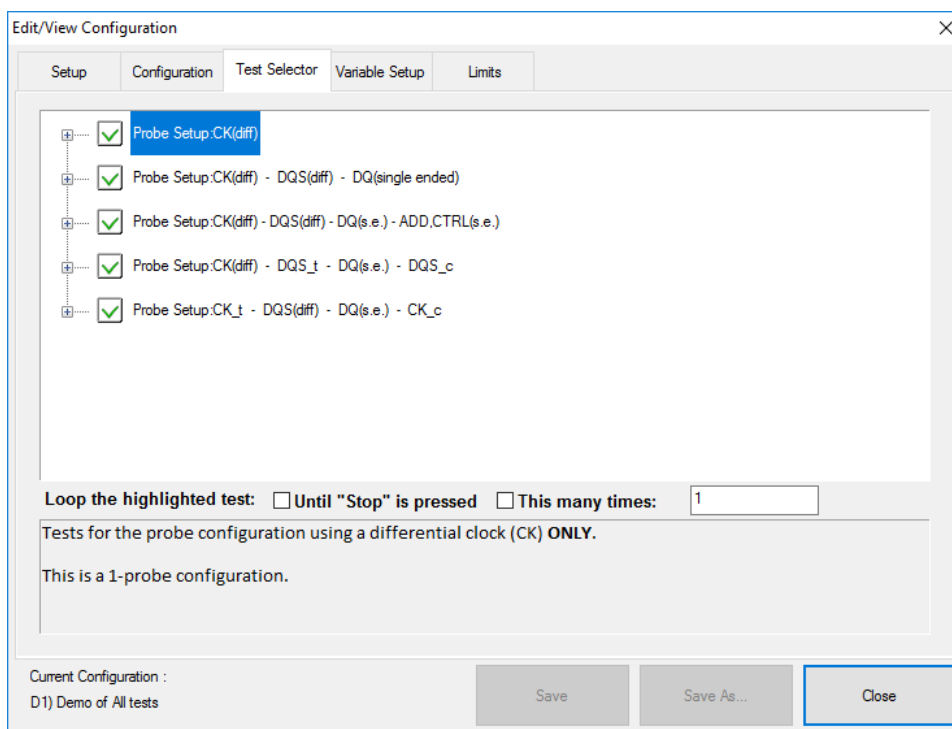 Edit/View Configuration
Setup Configuration Test Selector Variable Setup Limits
Probe Setup:CK(diff)
Probe Setup:CK(diff) - DQS(diff) - DQ(single ended)
Probe Setup:CK(diff) - DQS(diff) - DQ(s.e.) - ADD,CTRL(s.e.)
Probe Setup:CK(diff) - DQS_t - DQ(s.e.) - DQS_c
Probe Setup:CK_t - DQS(diff) - DQ(s.e.) - CK_c
Loop the highlighted test: Until "Stop" is pressed This many times: 1
Tests for the probe configuration using a differential clock (CK) ONLY.
This is a 1-probe configuration.
Current Configuration :
D1) Demo of All tests
Save Save As... Close